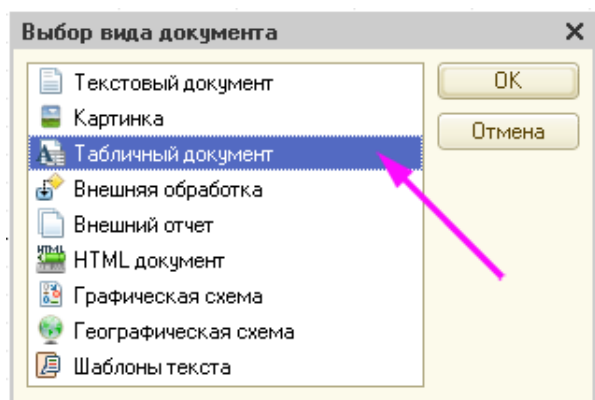 Выбор вида документа
Текстовый документ
OK
Картинка
Отмена
Табличный документ
Внешняя обработка
Внешний отчет
HTML документ
Графическая схема
Географическая схема
Шаблоны текста